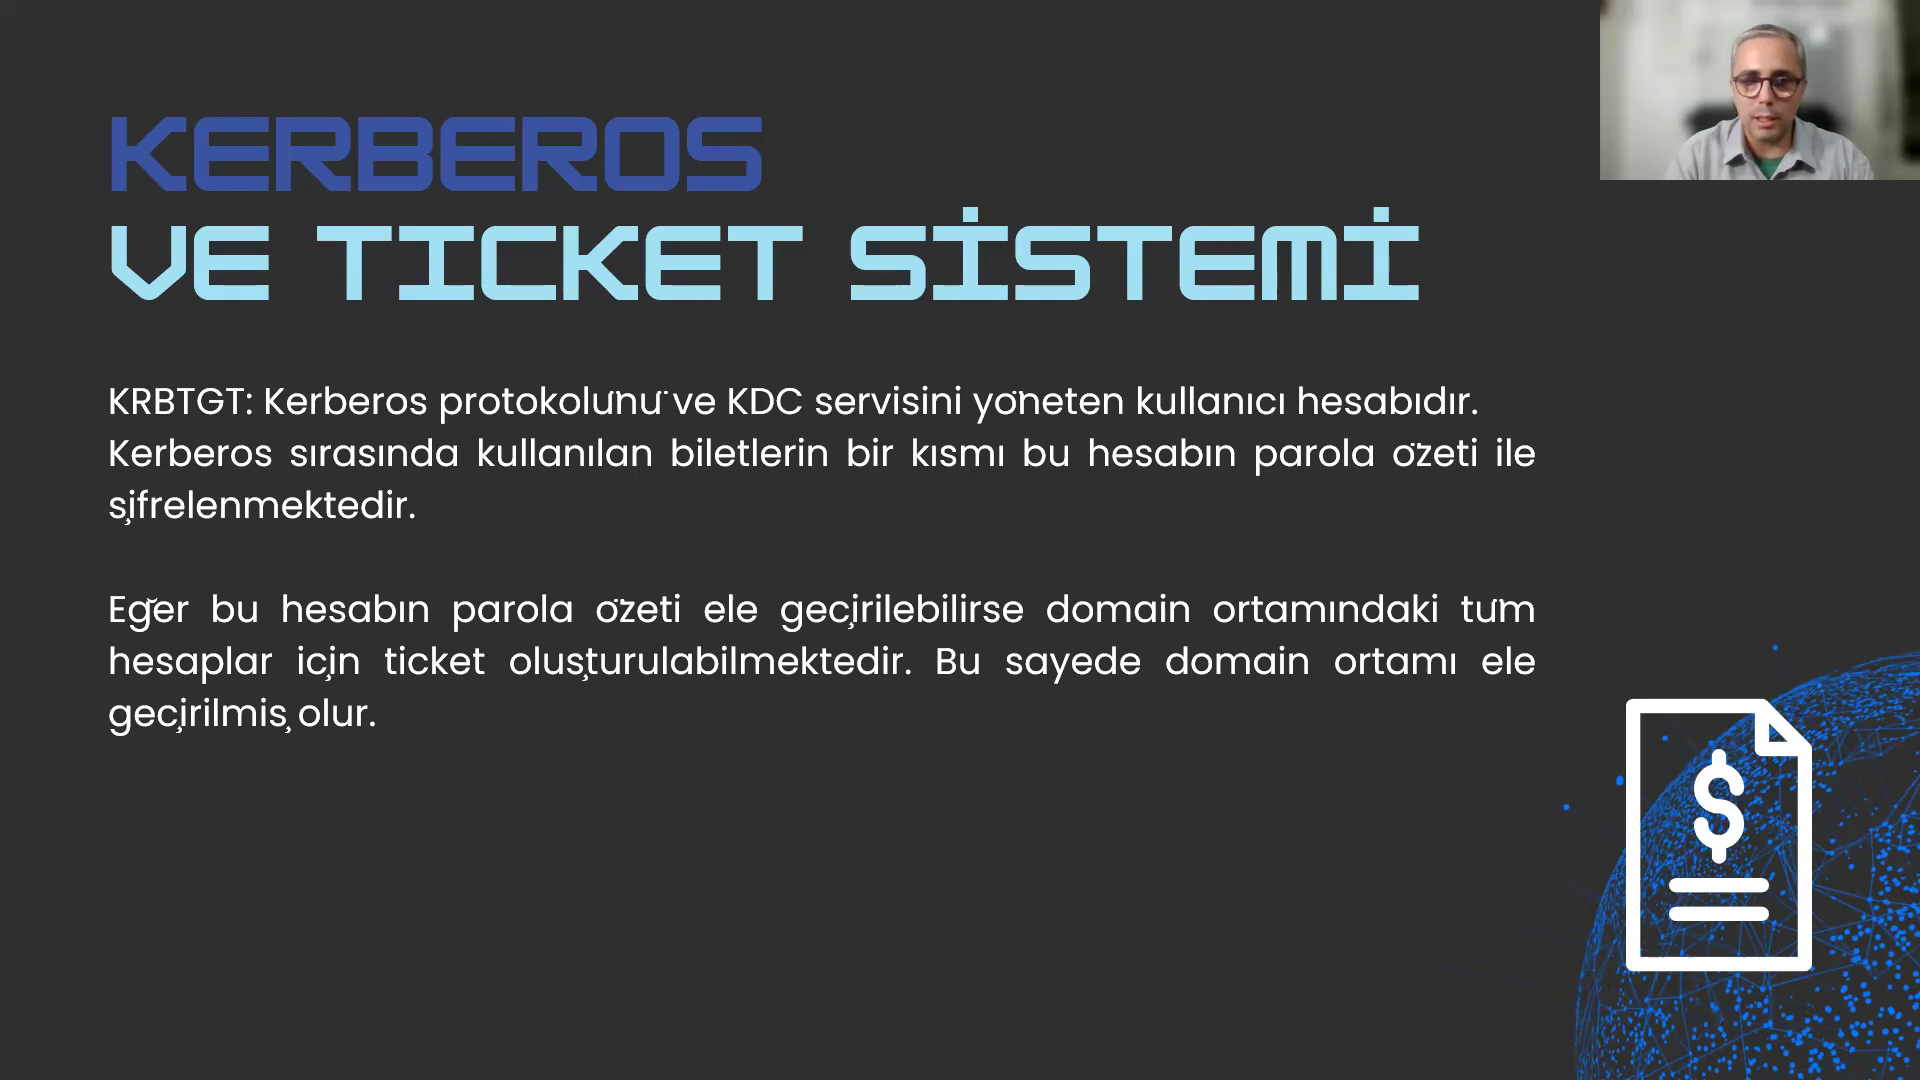 KERBEROS
VE TICKET SİSTEMİ
KRBTGT: Kerberos protokolünü ve KDC servisini yöneten kullanıcı hesabıdır.
Kerberos sırasında kullanılan biletlerin bir kısmı bu hesabın parola özeti ile
şifrelenmektedir.
Eğer bu hesabın parola özeti ele geçirilebilirse domain ortamındaki tüm
hesaplar için ticket oluşturulabilmektedir. Bu sayede domain ortamı ele
geçirilmiş olur.
$